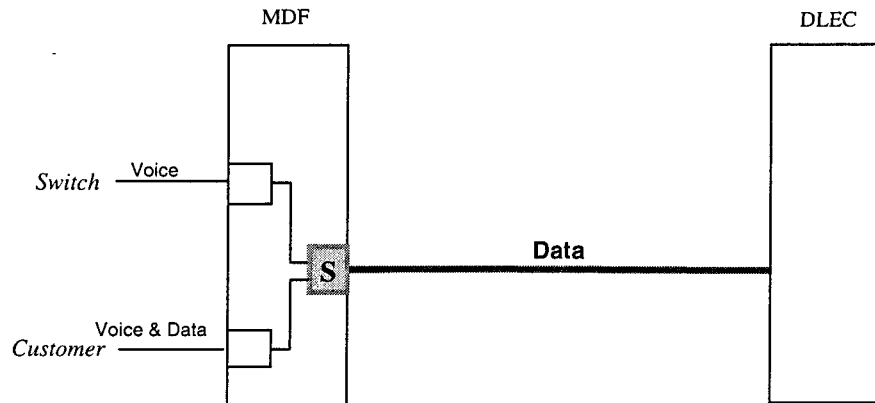 MDF
DLEC
Switch
Voice
S
Data
Voice & Data
Customer